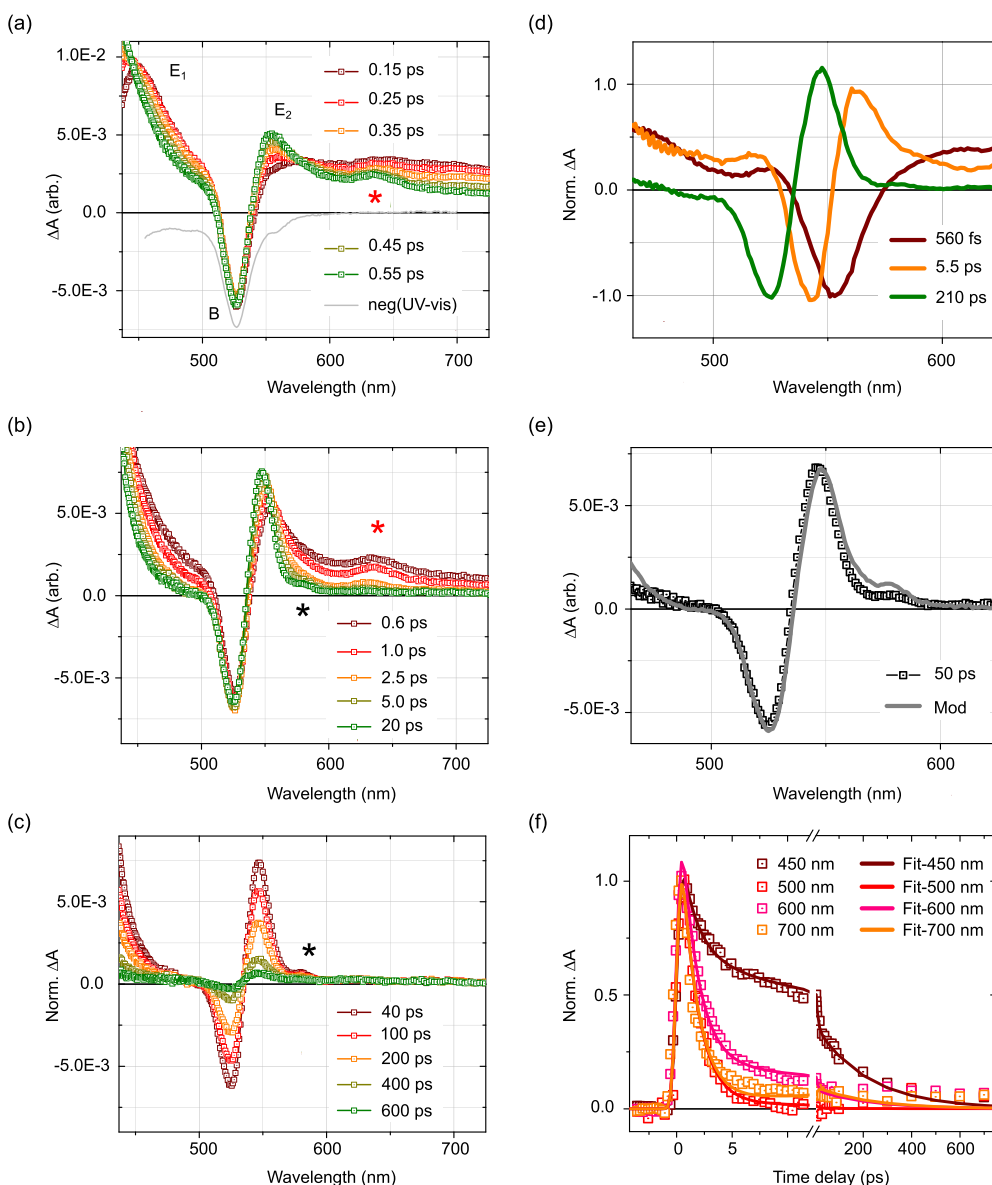 (a)
1.0E-2
5.0E-3
0.0
-5.0E-3
ΔA (arb.)
E1
E2
B
*
0.15 ps
0.25 ps
0.35 ps
0.45 ps
0.55 ps
neg(UV-vis)
500
600
700
Wavelength (nm)
(d)
1.0
0.0
-1.0
Norm. ΔA
560 fs
5.5 ps
210 ps
500
600
Wavelength (nm)
(b)
5.0E-3
0.0
-5.0E-3
ΔA (arb.)
*
*
0.6 ps
1.0 ps
2.5 ps
5.0 ps
20 ps
500
600
700
Wavelength (nm)
(e)
5.0E-3
0.0
-5.0E-3
ΔA (arb.)
50 ps
Mod
500
600
Wavelength (nm)
(c)
5.0E-3
0.0
-5.0E-3
Norm. ΔA
*
40 ps
100 ps
200 ps
400 ps
600 ps
500
600
700
Wavelength (nm)
(f)
1.0
0.5
0.0
Norm. ΔA
450 nm
500 nm
600 nm
700 nm
Fit-450 nm
Fit-500 nm
Fit-600 nm
Fit-700 nm
0
5
200
400
600
Time delay (ps)